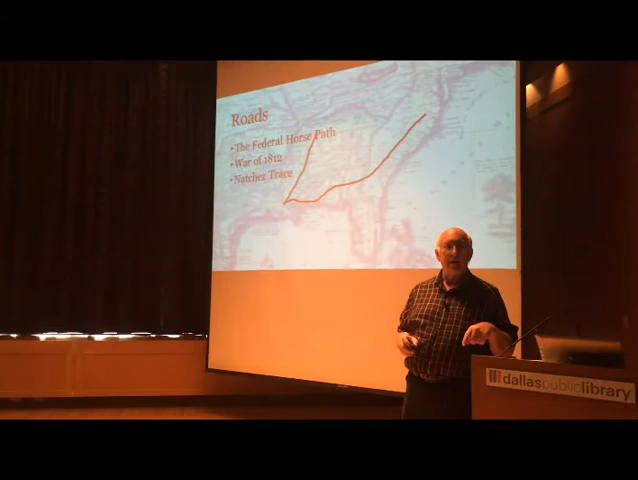 Roads
•The Federal Horse Path
•War of 1812
•Natchez Trace
dallaspubliclibrary